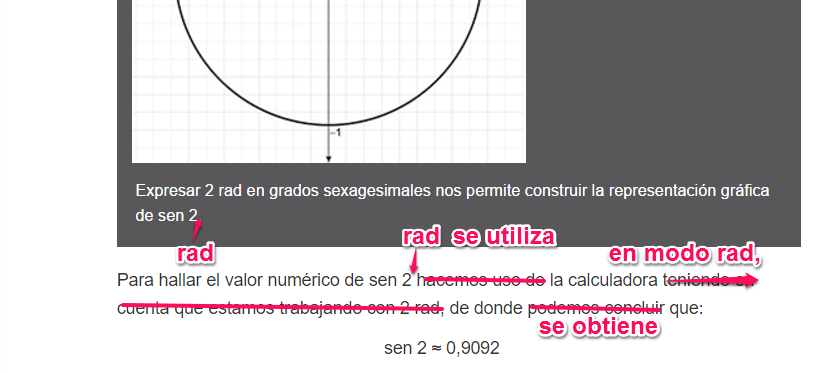 -1
Expresar 2 rad en grados sexagesimales nos permite construir la representación gráfica
de sen 2.
rad
rad se utiliza
en modo rad,
Para hallar el valor numérico de sen 2 hacemos uso de la calculadora teniendo en
cuenta que estamos trabajando con 2 rad, de donde podemos concluir que:
se obtiene
sen 2 ≈ 0,9092